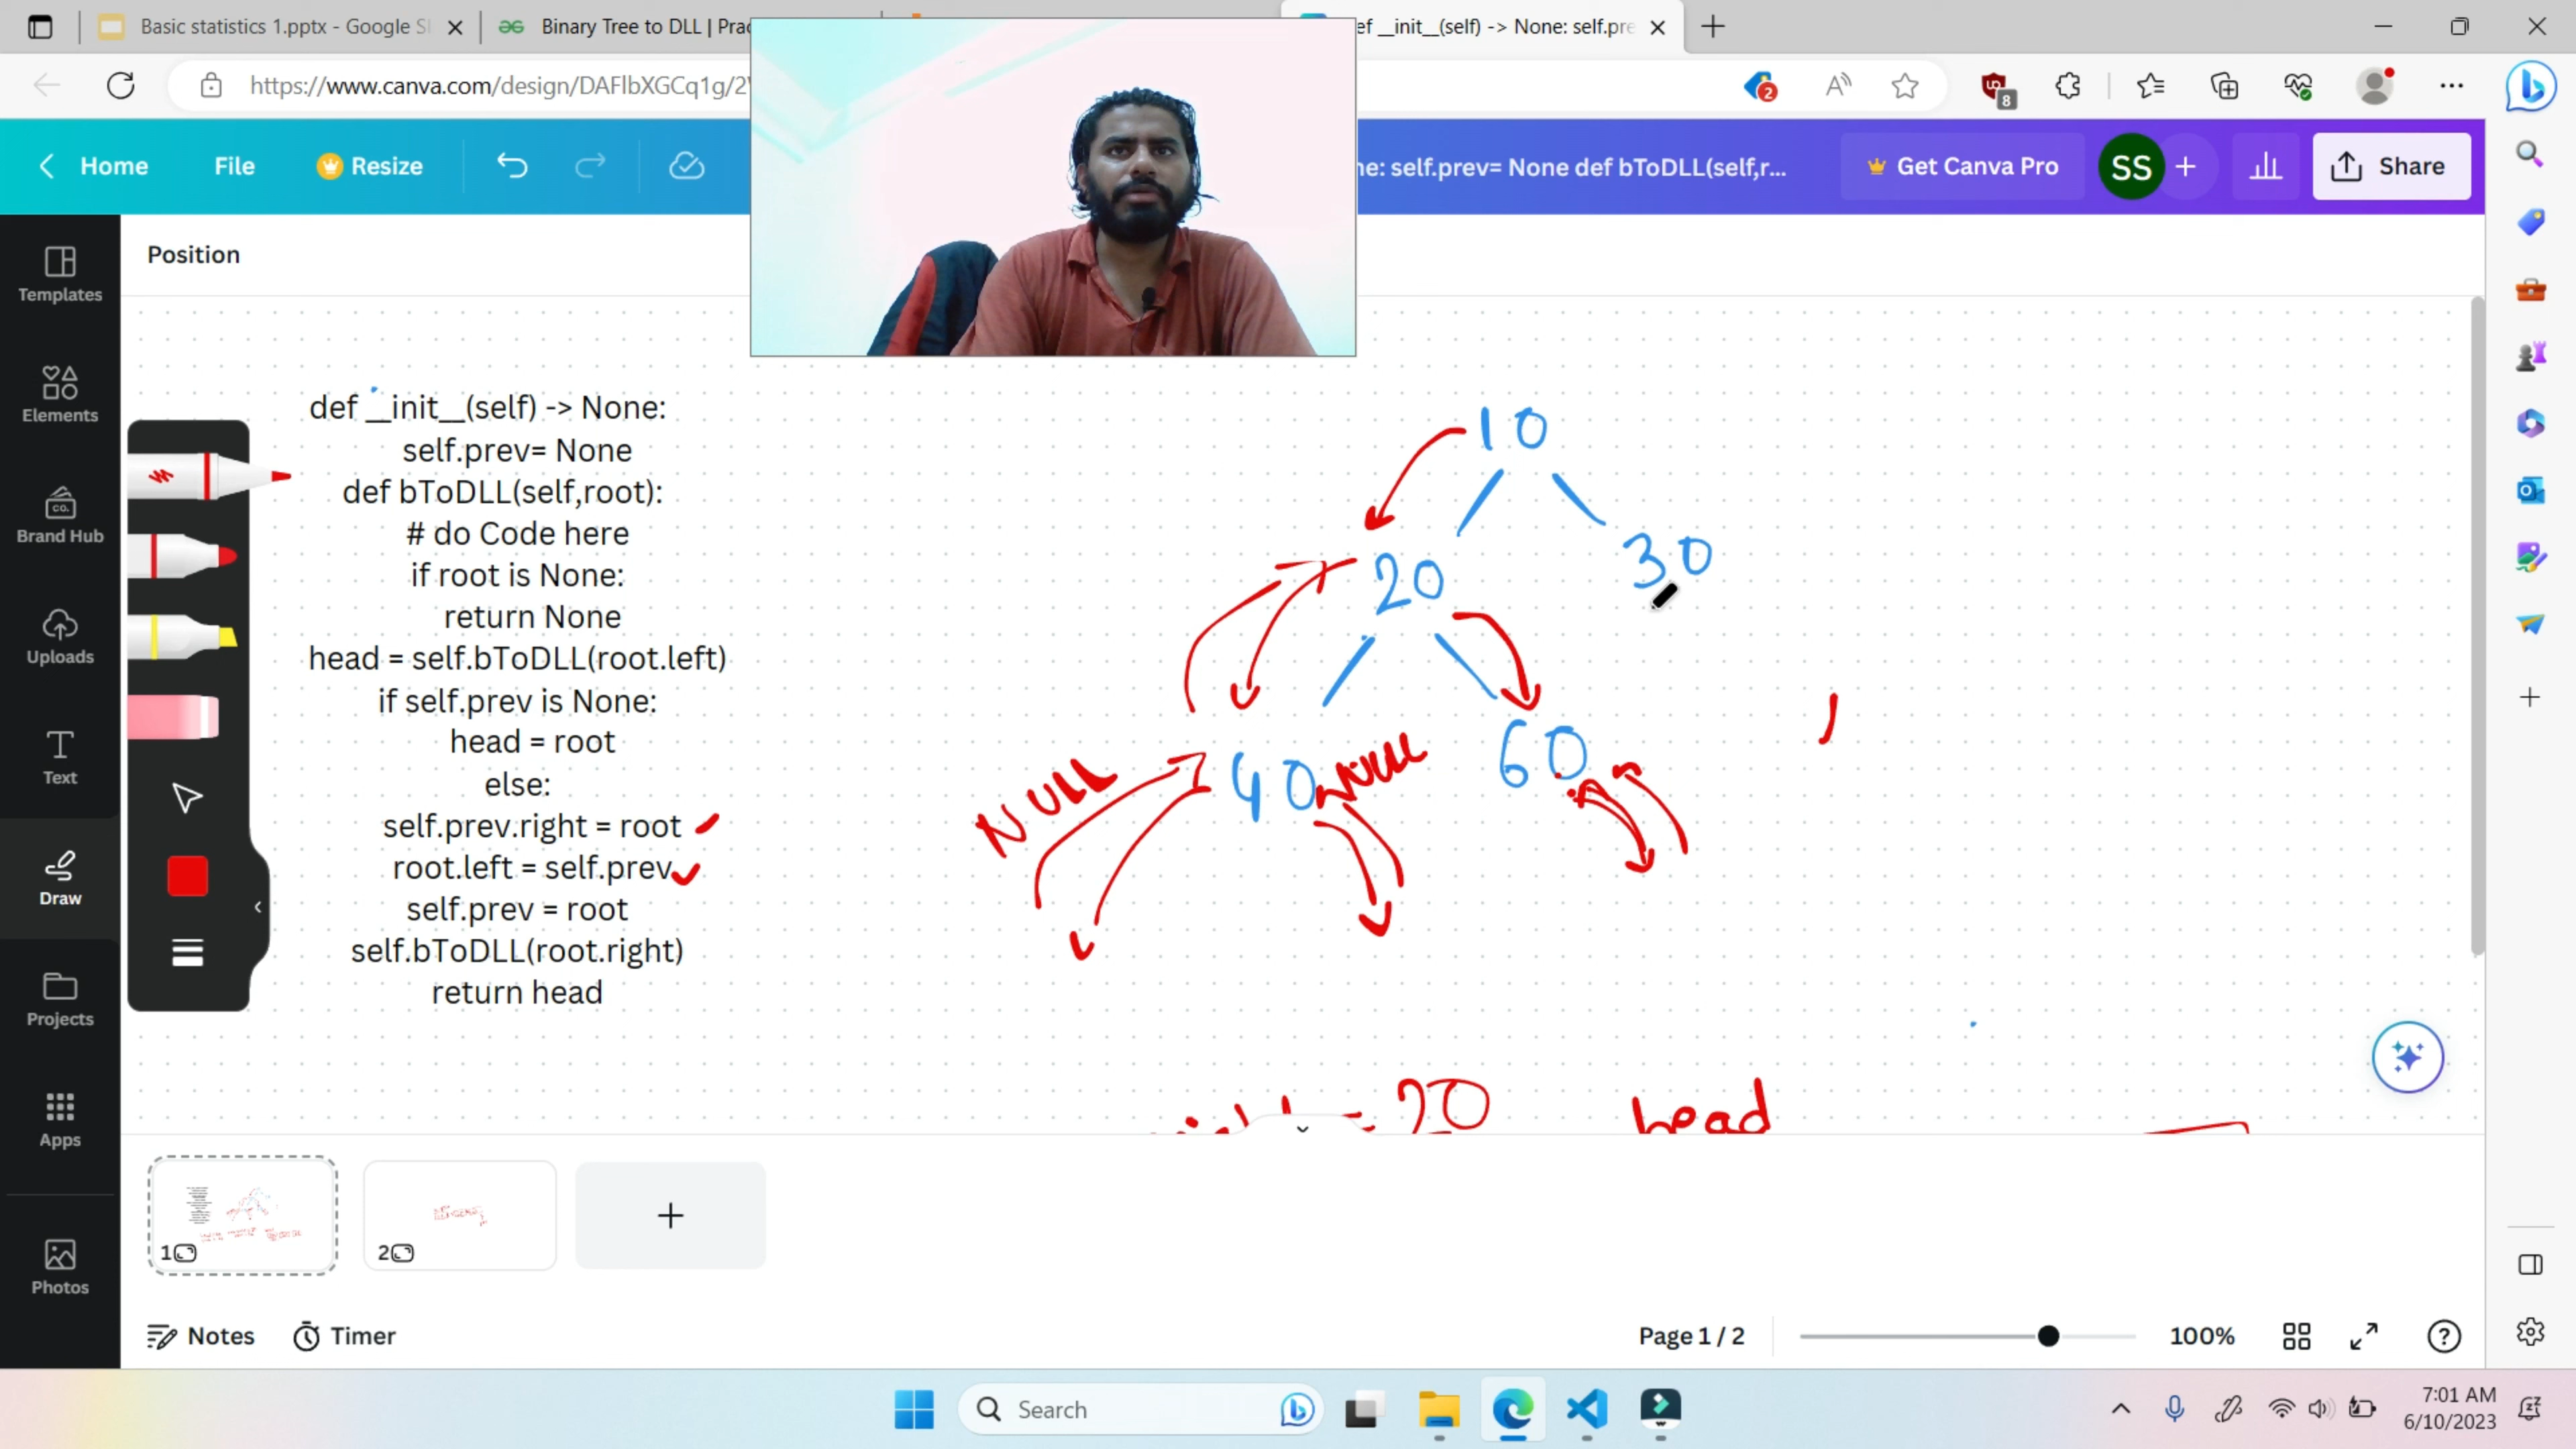 Basic statistics 1.pptx - Google Sl
Binary Tree to DLL | Prac
ef __init__(self) -> None: self.pre
https://www.canva.com/design/DAFlbXGCq1g/2
2
8
Home
File
Resize
ne: self.prev= None def bToDLL(self,r...
Get Canva Pro
SS
Share
Position
Templates
Elements
Brand Hub
Uploads
Text
Draw
Projects
Apps
Photos
def __init__(self) -> None:
self.prev= None
def bToDLL(self,root):
# do Code here
if root is None:
return None
head = self.bToDLL(root.left)
if self.prev is None:
head = root
else:
self.prev.right = root
root.left = self.prev
self.prev = root
self.bToDLL(root.right)
return head
10
20
30
NULL
40
NULL
60
= 20
head
1
2
Notes
Timer
Page 1 / 2
100%
Search
7:01 AM
6/10/2023